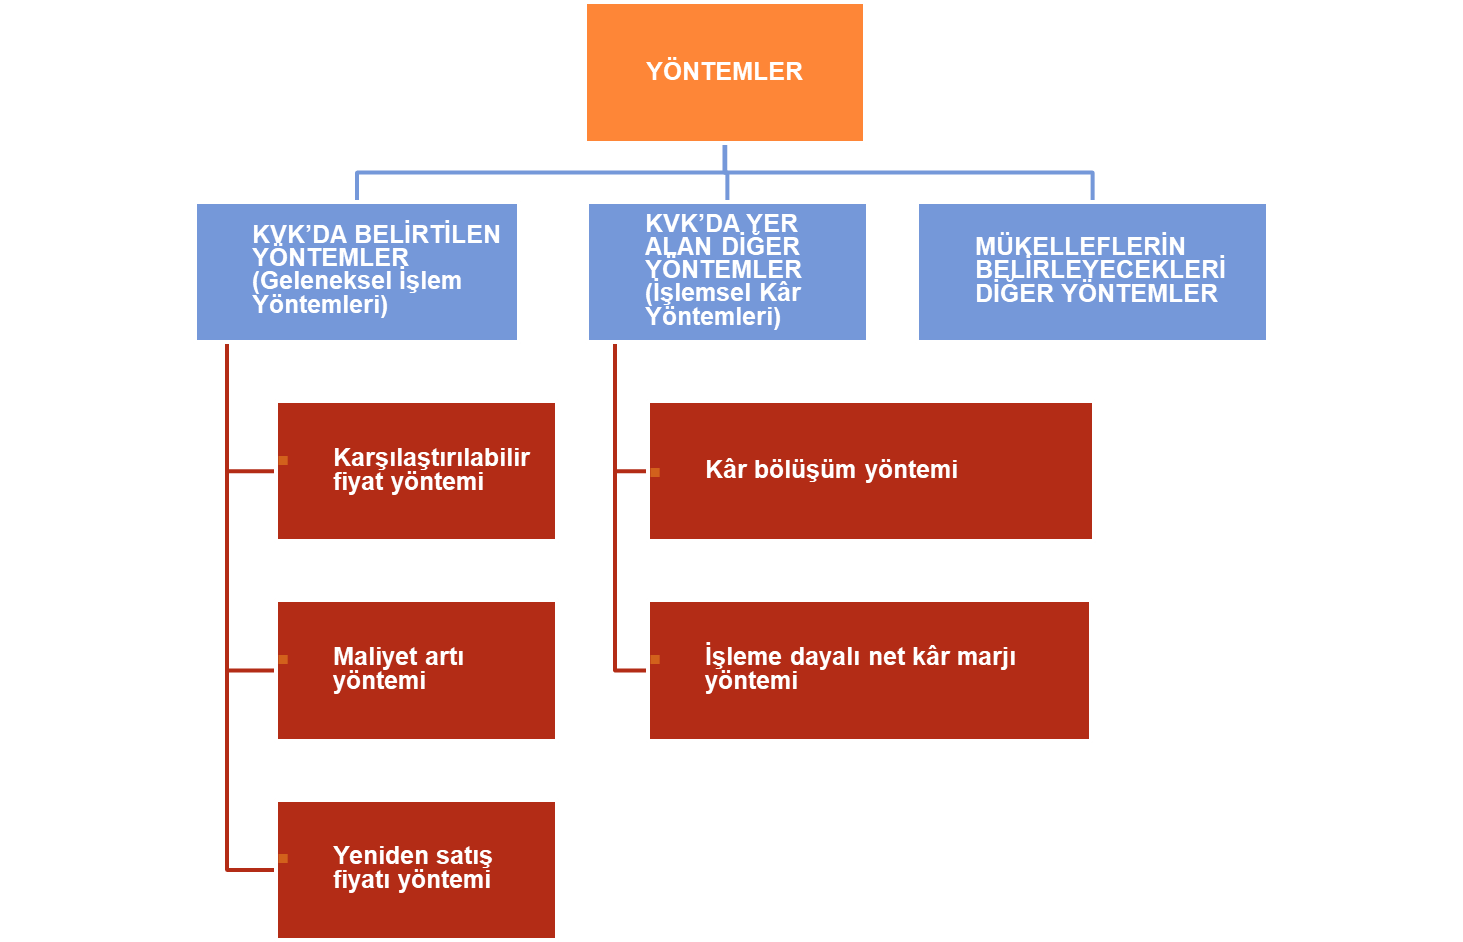 YÖNTEMLER
KVK’DA BELİRTİLEN
YÖNTEMLER
(Geleneksel İşlem
Yöntemleri)
KVK’DA YER
ALAN DİĞER
YÖNTEMLER
(İşlemsel Kâr
Yöntemleri)
MÜKELLEFLERİN
BELİRLEYECEKLERİ
DİĞER YÖNTEMLER
Karşılaştırılabilir
fiyat yöntemi
Kâr bölüşüm yöntemi
Maliyet artı
yöntemi
İşleme dayalı net kâr marjı
yöntemi
Yeniden satış
fiyatı yöntemi